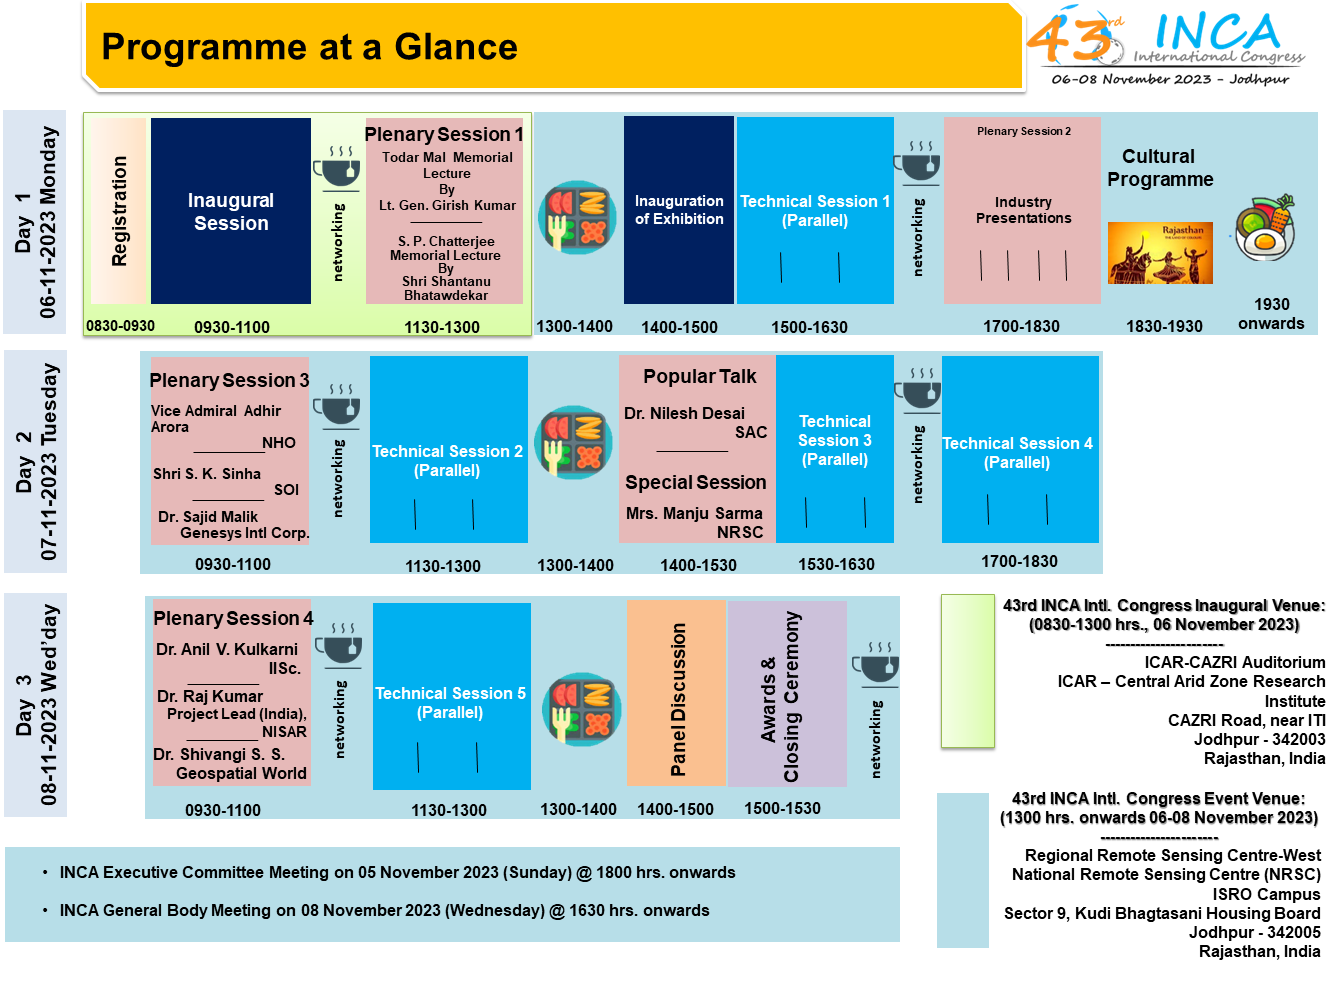 Programme at a Glance
43rd INCA
International Congress
06-08 November 2023 - Jodhpur
Day 1
06-11-2023 Monday
Registration
0830-0930
Inaugural
Session
0930-1100
networking
Plenary Session 1
Todar Mal Memorial
Lecture
By
Lt. Gen. Girish Kumar
S. P. Chatterjee
Memorial Lecture
By
Shri Shantanu
Bhatawdekar
1130-1300
1300-1400
Inauguration
of Exhibition
1400-1500
Technical Session 1
(Parallel)
1500-1630
networking
Plenary Session 2
Industry
Presentations
1700-1830
Cultural
Programme
Rajasthan
1830-1930
1930
onwards
Day 2
07-11-2023 Tuesday
Plenary Session 3
Vice Admiral Adhir
Arora
NHO
Shri S. K. Sinha
SOI
Dr. Sajid Malik
Genesys Intl Corp.
0930-1100
networking
Technical Session 2
(Parallel)
1130-1300
1300-1400
Popular Talk
Dr. Nilesh Desai
SAC
Special Session
Mrs. Manju Sarma
NRSC
1400-1530
Technical
Session 3
(Parallel)
1530-1630
networking
Technical Session 4
(Parallel)
1700-1830
Day 3
08-11-2023 Wed'day
Plenary Session 4
Dr. Anil V. Kulkarni
IISc.
Dr. Raj Kumar
Project Lead (India),
NISAR
Dr. Shivangi S. S.
Geospatial World
0930-1100
networking
Technical Session 5
(Parallel)
1130-1300
1300-1400
Panel Discussion
1400-1500
Awards &
Closing Ceremony
1500-1530
networking
43rd INCA Intl. Congress Inaugural Venue:
(0830-1300 hrs., 06 November 2023)
------------------------
ICAR-CAZRI Auditorium
ICAR – Central Arid Zone Research
Institute
CAZRI Road, near ITI
Jodhpur - 342003
Rajasthan, India
43rd INCA Intl. Congress Event Venue:
(1300 hrs. onwards 06-08 November 2023)
------------------------
Regional Remote Sensing Centre-West
National Remote Sensing Centre (NRSC)
ISRO Campus
Sector 9, Kudi Bhagtasani Housing Board
Jodhpur - 342005
Rajasthan, India
• INCA Executive Committee Meeting on 05 November 2023 (Sunday) @ 1800 hrs. onwards
• INCA General Body Meeting on 08 November 2023 (Wednesday) @ 1630 hrs. onwards